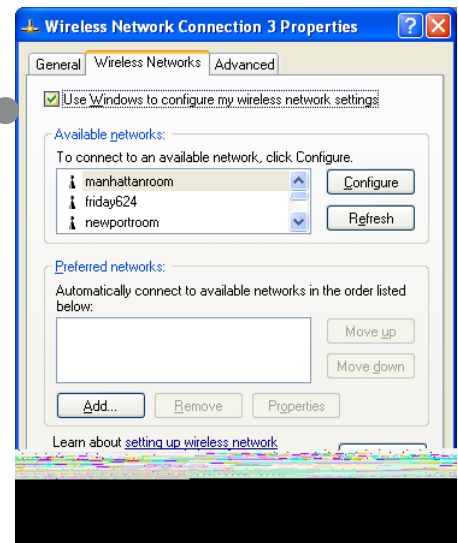 Wireless Network Connection 3 Properties
General Wireless Networks Advanced
Use Windows to configure my wireless network settings
Available networks:
To connect to an available network, click Configure.
manhattanroom
friday624
newportroom
Configure
Refresh
Preferred networks:
Automatically connect to available networks in the order listed
below:
Move up
Move down
Add... Remove Properties
Learn about setting up wireless network